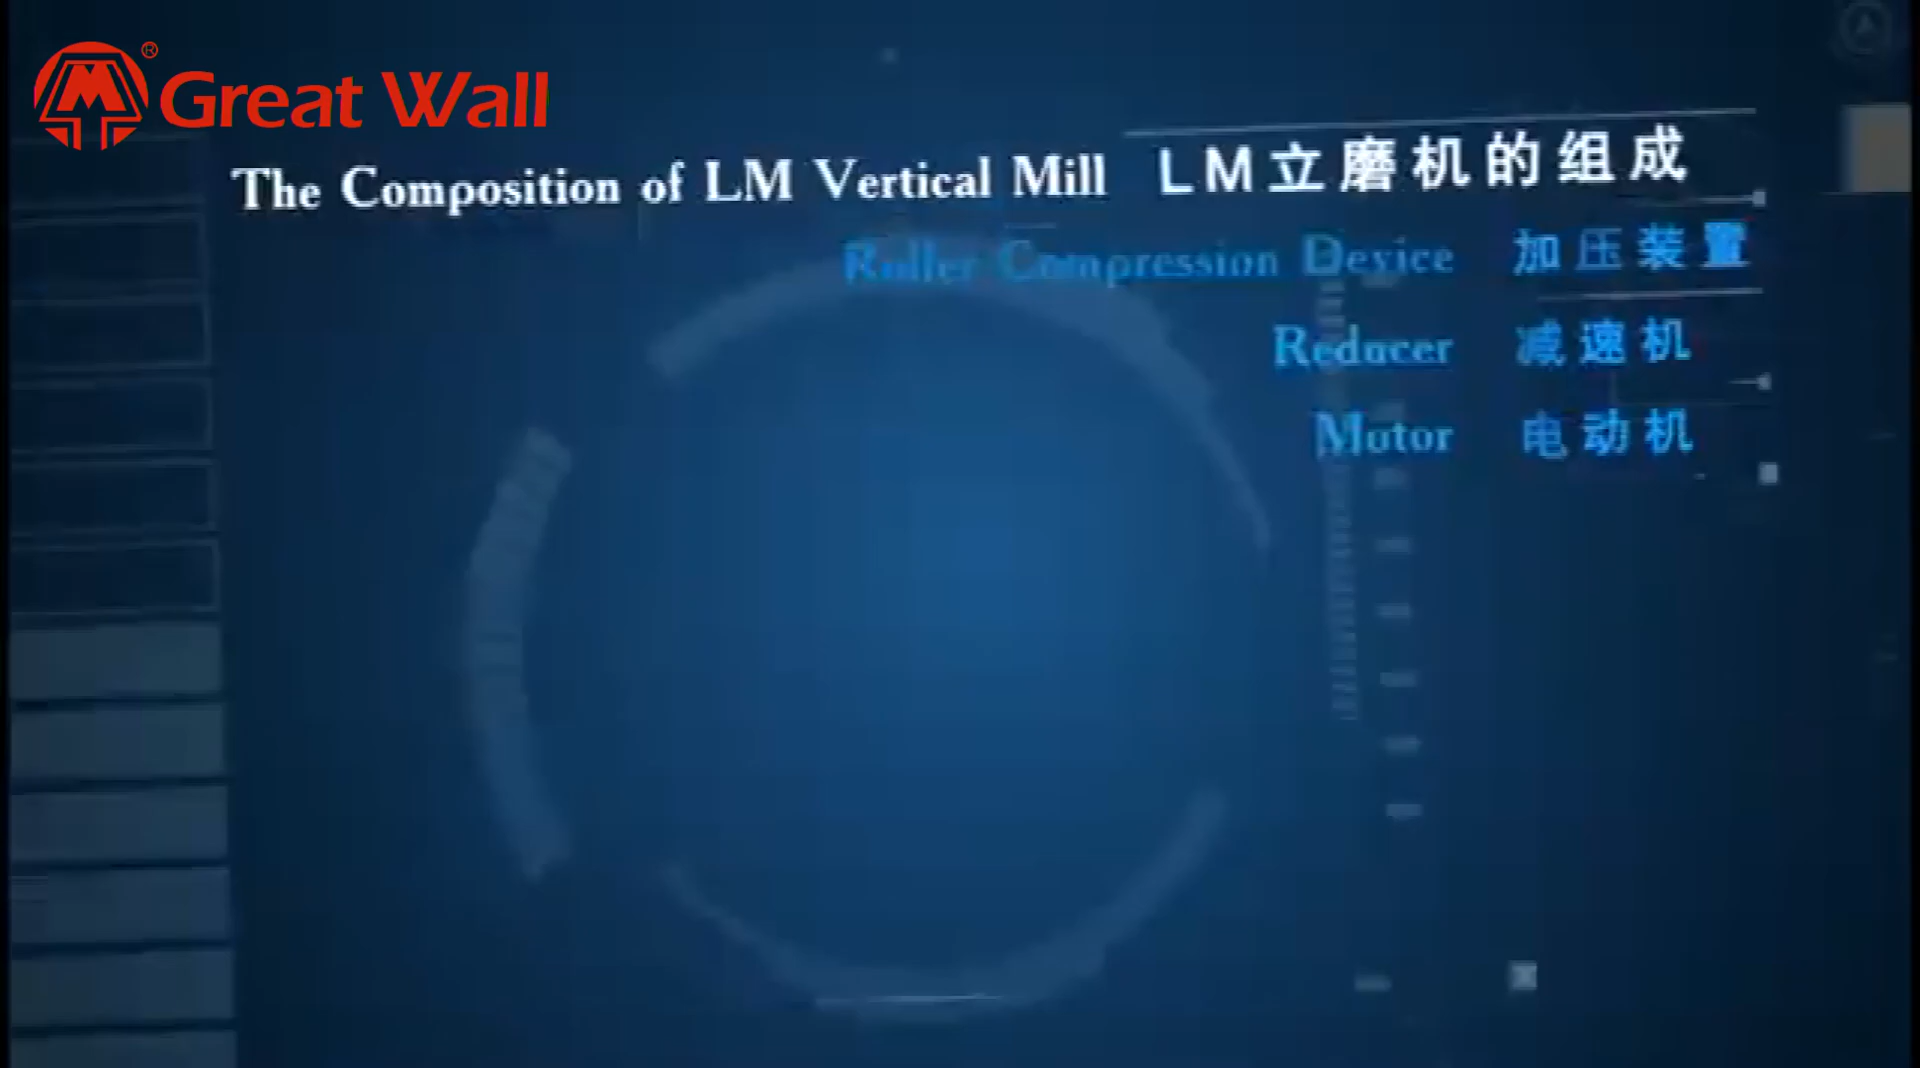 Great Wall ®
The Composition of LM Vertical Mill LM立磨机的组成
Roller Compression Device 加压装置
Reducer 减速机
Motor 电动机